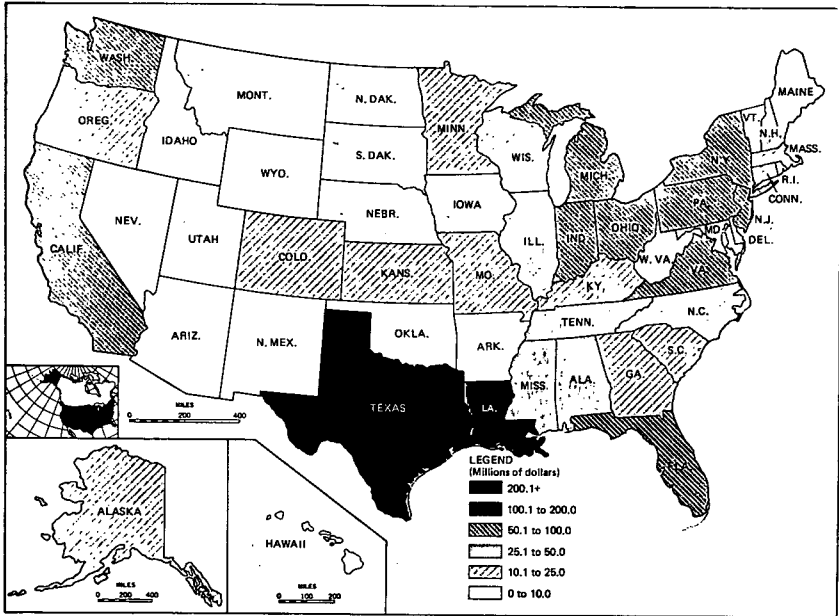 WASH.
MONT.
N. DAK.
MINN.
MAINE
OREG.
IDAHO
S. DAK.
WIS.
MICH.
VT.
N.H.
N.Y.
MASS.
R.I.
CONN.
WYO.
IOWA
NEBR.
PA.
N.J.
NEV.
UTAH
ILL.
IND.
OHIO
MD.
DEL.
CALIF.
COLO.
KANS.
MO.
W. VA.
VA.
KY.
ARIZ.
N. MEX.
OKLA.
ARK.
TENN.
N.C.
S.C.
MISS.
ALA.
GA.
TEXAS
LA.
FLA.
MILES
0 200 400
LEGEND
(Millions of dollars)
200.1+
100.1 to 200.0
50.1 to 100.0
25.1 to 50.0
10.1 to 25.0
0 to 10.0
ALASKA
MILES
0 200 400
HAWAII
MILES
0 100 200